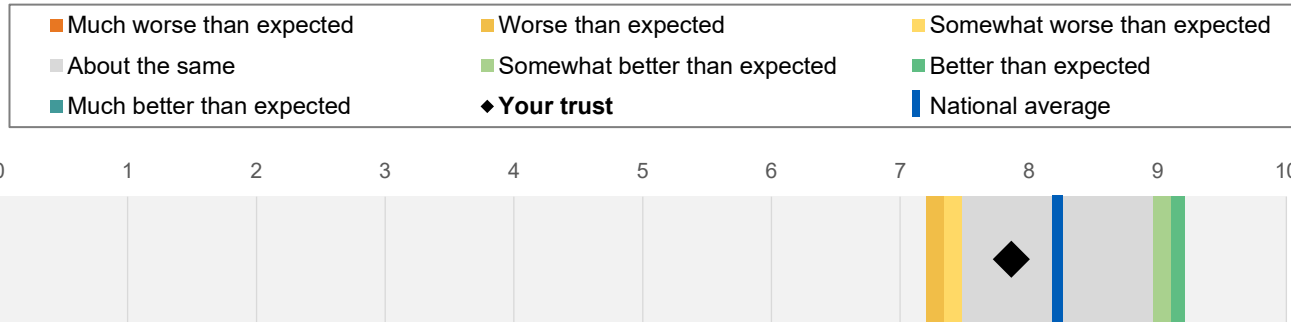 Much worse than expected Worse than expected Somewhat worse than expected
About the same Somewhat better than expected Better than expected
Much better than expected Your trust National average
0 1 2 3 4 5 6 7 8 9 10